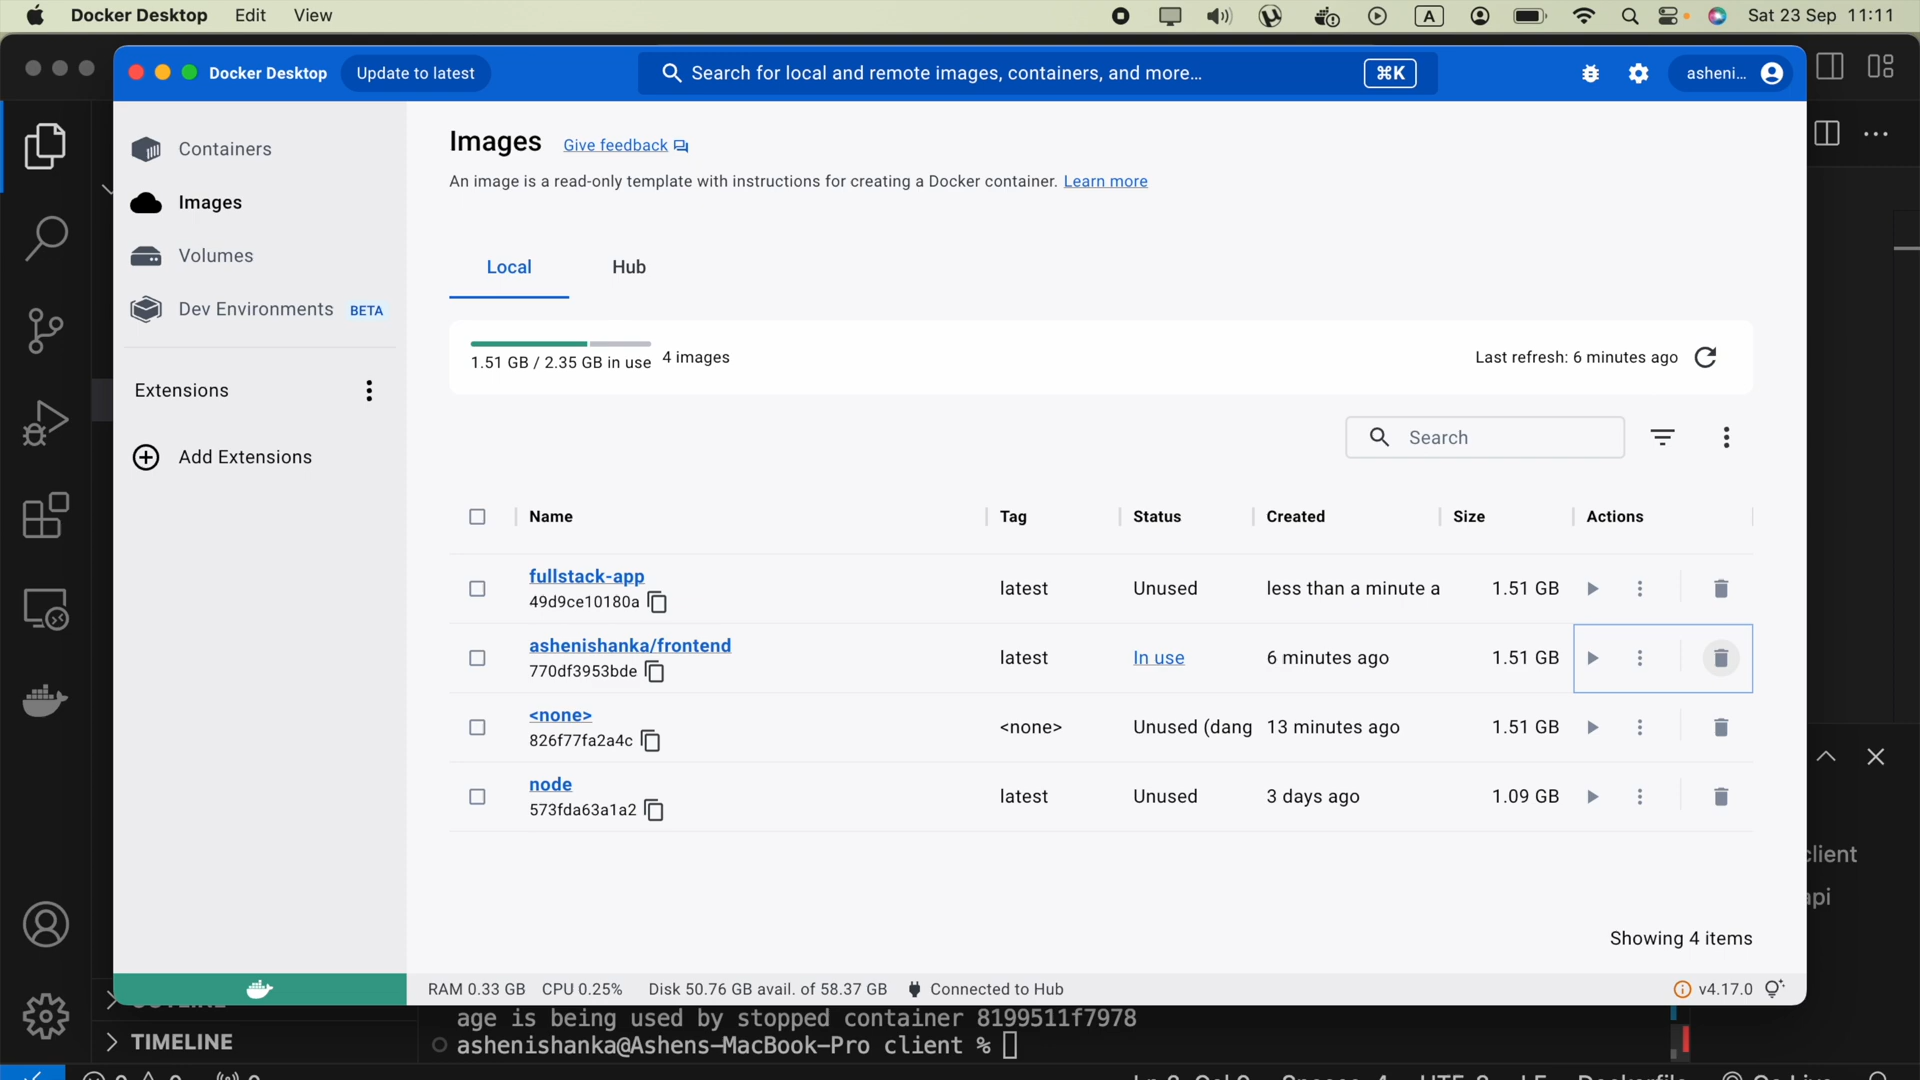 Docker Desktop Edit View
A
Sat 23 Sep 11:11
Docker Desktop
Update to latest
Search for local and remote images, containers, and more...
⌘K
asheni...
Containers
Images
Volumes
Dev Environments BETA
Extensions
Add Extensions
Images Give feedback
An image is a read-only template with instructions for creating a Docker container. Learn more
Local Hub
1.51 GB / 2.35 GB in use 4 images
Last refresh: 6 minutes ago
Search
Name Tag Status Created Size Actions
fullstack-app
49d9ce10180a
latest Unused less than a minute a 1.51 GB
ashenishanka/frontend
770df3953bde
latest In use 6 minutes ago 1.51 GB
<none>
826f77fa2a4c
<none> Unused (dang 13 minutes ago 1.51 GB
node
573fda63a1a2
latest Unused 3 days ago 1.09 GB
client
api
Showing 4 items
RAM 0.33 GB CPU 0.25% Disk 50.76 GB avail. of 58.37 GB Connected to Hub
v4.17.0
age is being used by stopped container 8199511f7978
TIMELINE
ashenishanka@Ashens-MacBook-Pro client %